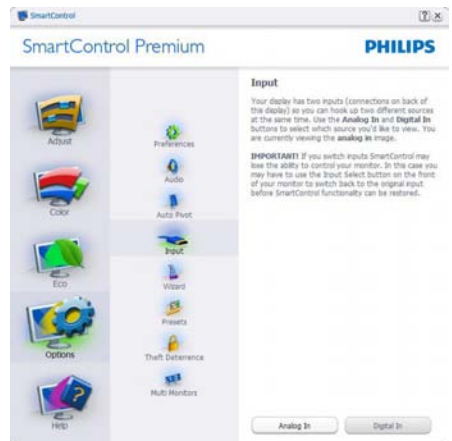 SmartControl
SmartControl Premium
PHILIPS
Adjust
Color
Eco
Options
Help
Preferences
Audio
Auto Pivot
Input
Wizard
Presets
Theft Deterrence
Multi Monitors
Input
Your display has two inputs (connections on back of
the display) so you can hook up two different sources
at the same time. Use the Analog In and Digital In
buttons to select which source you'd like to view. You
are currently viewing the analog in image.
IMPORTANT! If you switch inputs SmartControl may
lose the ability to control your monitor. In this case you
may have to use the Input Select button on the front
of your monitor to switch back to the original input
before SmartControl functionality can be restored.
Analog In
Digital In